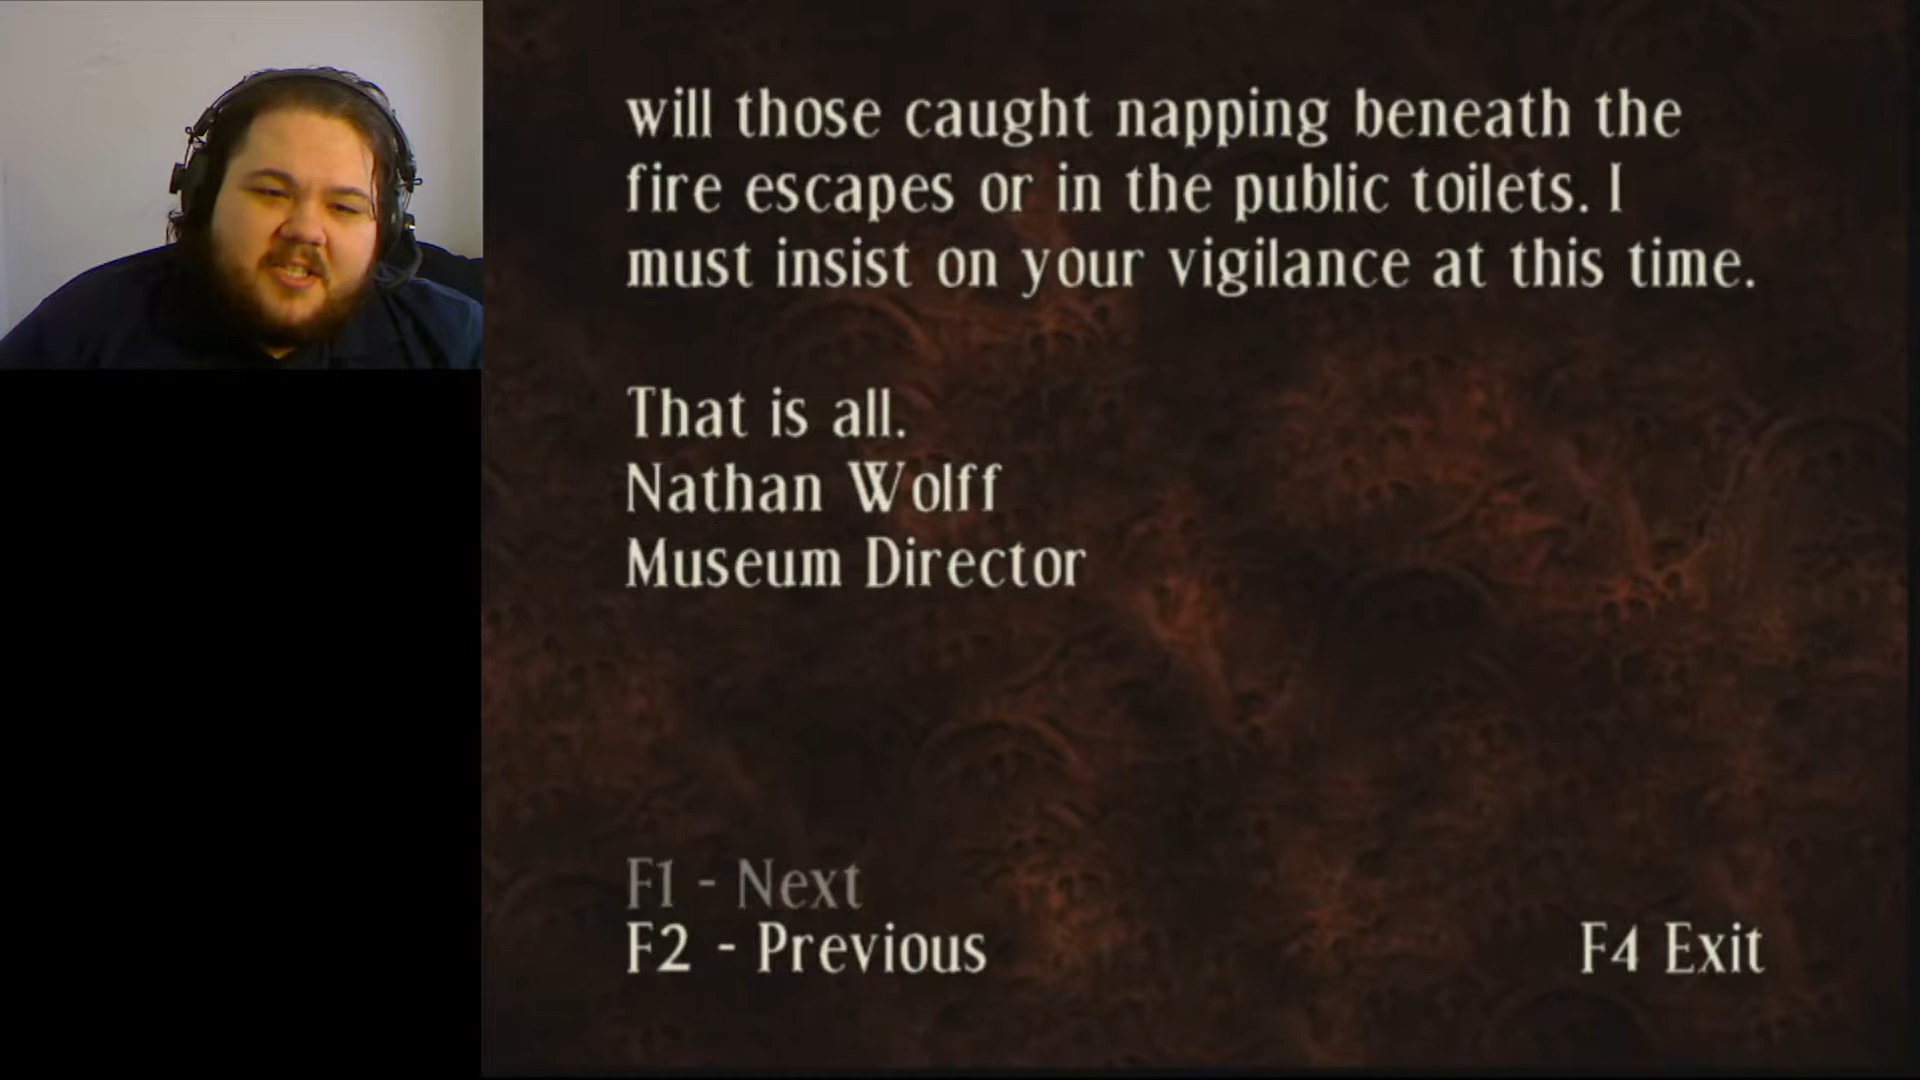 will those caught napping beneath the
fire escapes or in the public toilets. I
must insist on your vigilance at this time.
That is all.
Nathan Wolff
Museum Director
F1 - Next
F2 - Previous
F4 Exit